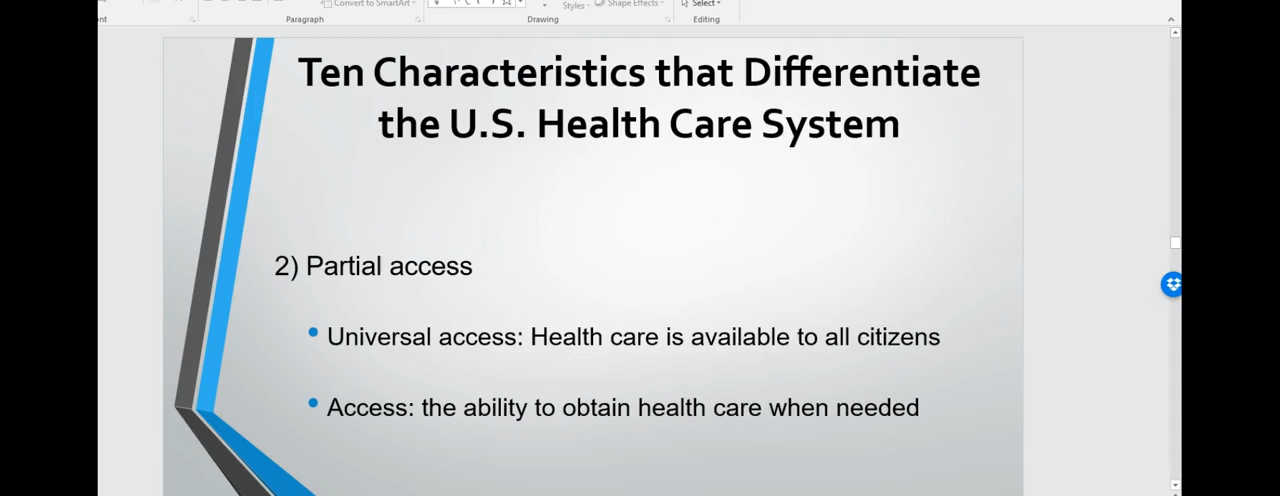 Convert to SmartArt
Styles
Shape Effects
Select
nt
Paragraph
Drawing
Editing
Ten Characteristics that Differentiate
the U.S. Health Care System
2) Partial access
Universal access: Health care is available to all citizens
Access: the ability to obtain health care when needed